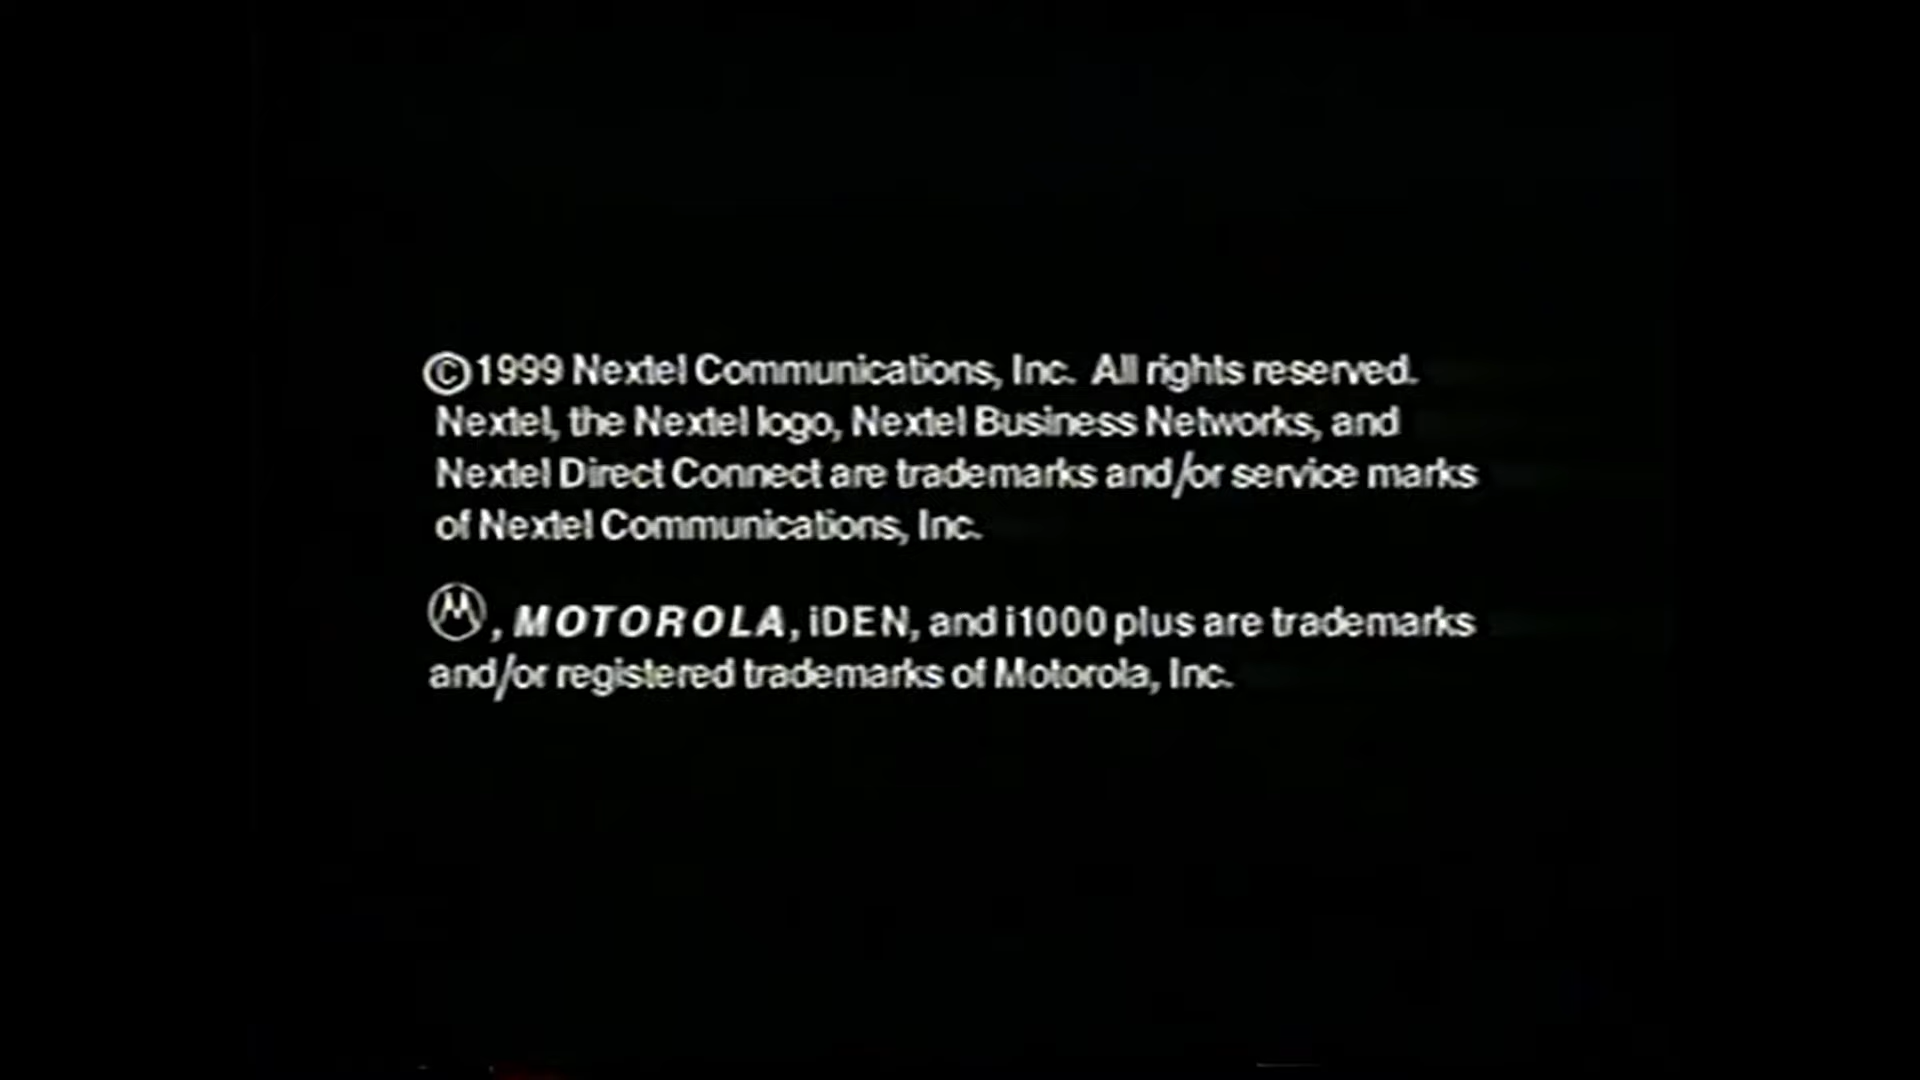 ©1999 Nextel Communications, Inc. All rights reserved.
Nextel, the Nextel logo, Nextel Business Networks, and
Nextel Direct Connect are trademarks and/or service marks
of Nextel Communications, Inc.
M, MOTOROLA, iDEN, and i1000 plus are trademarks
and/or registered trademarks of Motorola, Inc.